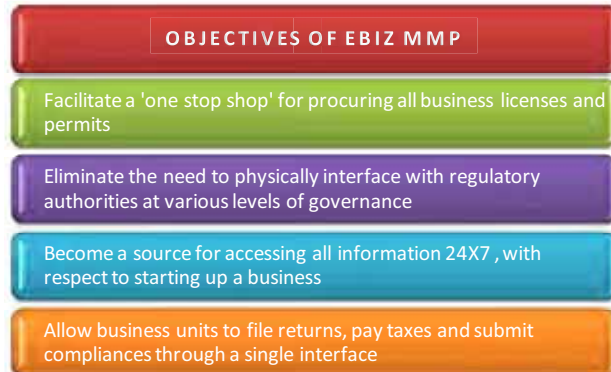 OBJECTIVES OF EBIZ MMP
Facilitate a 'one stop shop' for procuring all business licenses and
permits
Eliminate the need to physically interface with regulatory
authorities at various levels of governance
Become a source for accessing all information 24X7 , with
respect to starting up a business
Allow business units to file returns, pay taxes and submit
compliances through a single interface